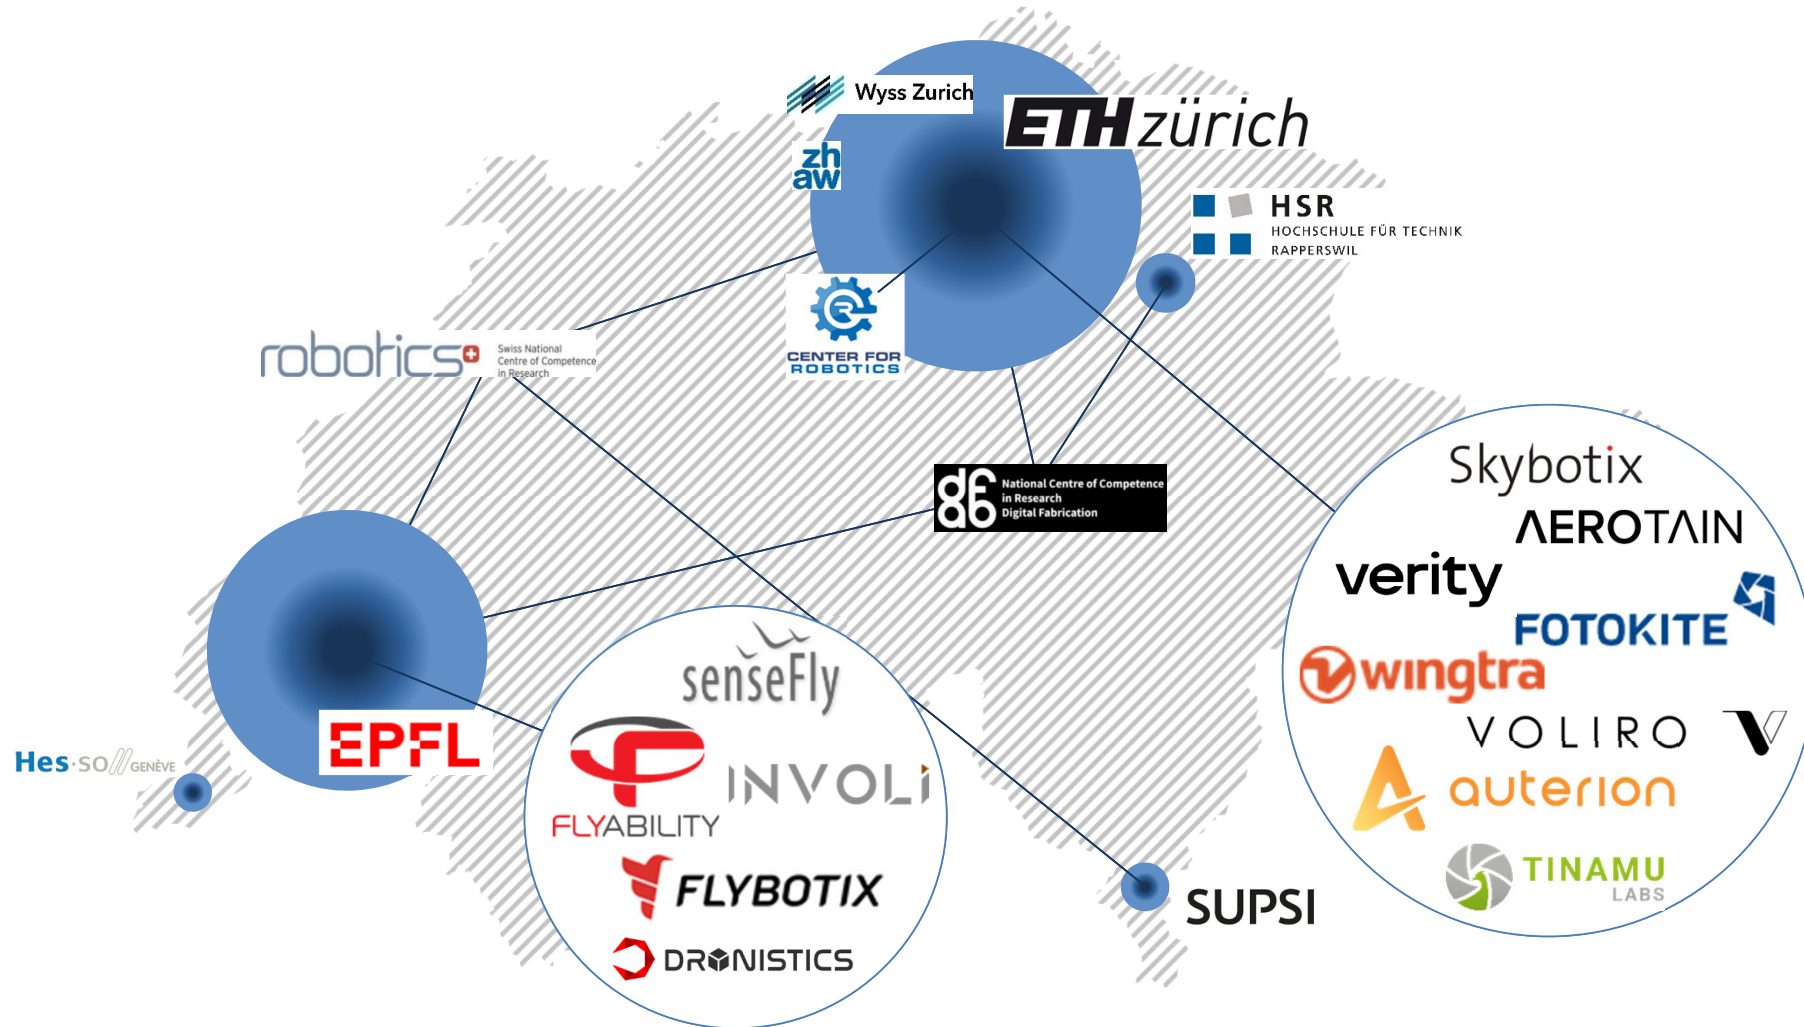 Wyss Zurich
ETH zürich
zh
aw
HSR
HOCHSCHULE FÜR TECHNIK
RAPPERSWIL
CENTER FOR
ROBOTICS
robotics+
Swiss National
Centre of Competence
in Research
dfab
National Centre of Competence
in Research
Digital Fabrication
Skybotix
AEROTAIN
verity
FOTOKITE
wingtra
VOLIRO
auterion
TINAMU
LABS
senseFly
FLYABILITY
INVOLI
FLYBOTIX
DRONISTICS
EPFL
Hes·SO//GENÈVE
SUPSI